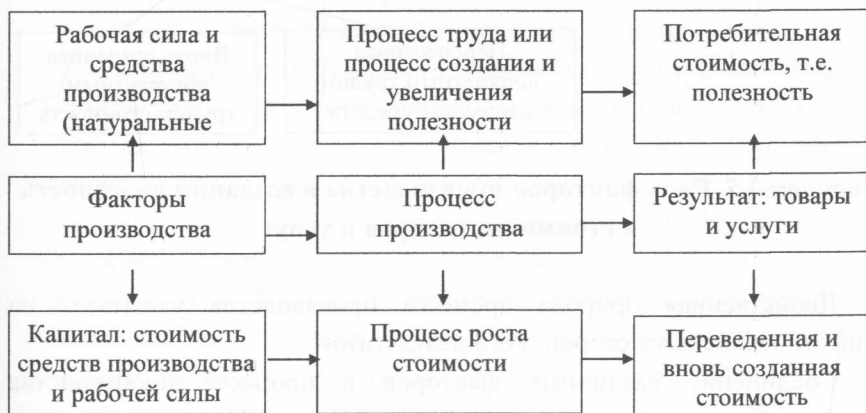 Рабочая сила и
средства
производства
(натуральные
Процесс труда или
процесс создания и
увеличения
полезности
Потребительная
стоимость, т.е.
полезность
Факторы
производства
Процесс
производства
Результат: товары
и услуги
Капитал: стоимость
средств производства
и рабочей силы
Процесс роста
стоимости
Переведенная и
вновь созданная
стоимость